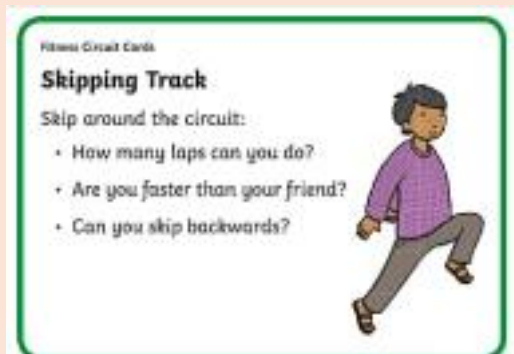 Fitness Circuit Cards
Skipping Track
Skip around the circuit:
• How many laps can you do?
• Are you faster than your friend?
• Can you skip backwards?